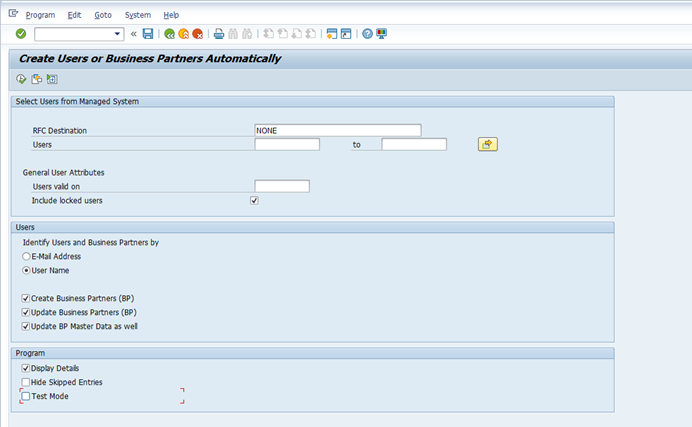 Program Edit Goto System Help
Create Users or Business Partners Automatically
Select Users from Managed System
RFC Destination NONE
Users to
General User Attributes
Users valid on
Include locked users
Users
Identify Users and Business Partners by
E-Mail Address
User Name
Create Business Partners (BP)
Update Business Partners (BP)
Update BP Master Data as well
Program
Display Details
Hide Skipped Entries
Test Mode